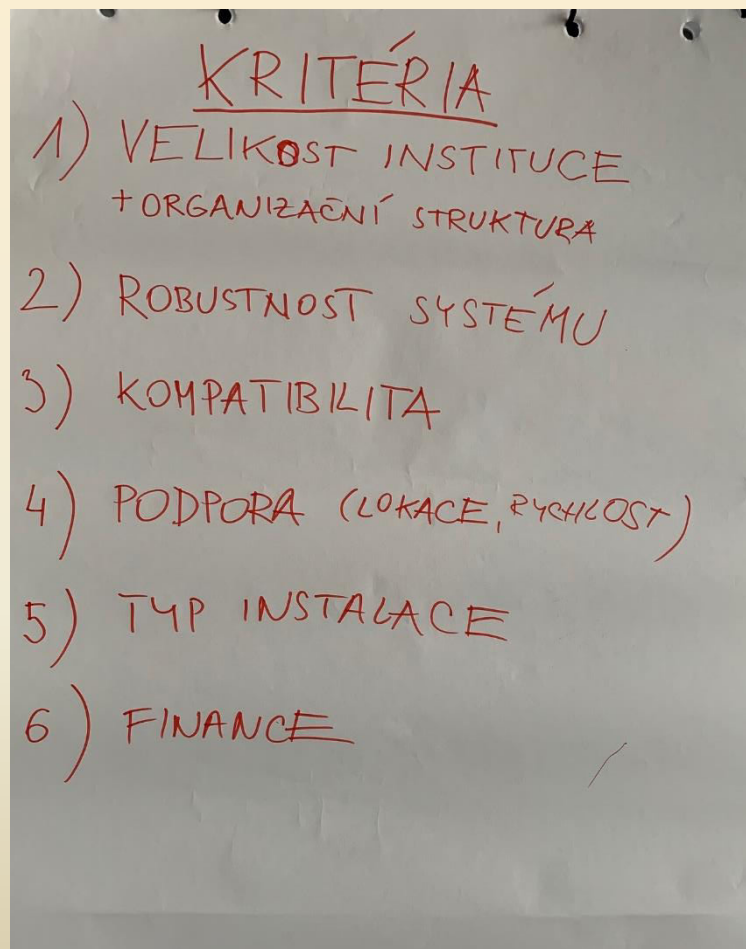 KRITÉRIA
1) VELIKOST INSTITUCE
+ ORGANIZAČNÍ STRUKTURA
2) ROBUSTNOST SYSTÉMU
3) KOMPATIBILITA
4) PODPORA (LOKACE, RYCHLOST)
5) TYP INSTALACE
6) FINANCE